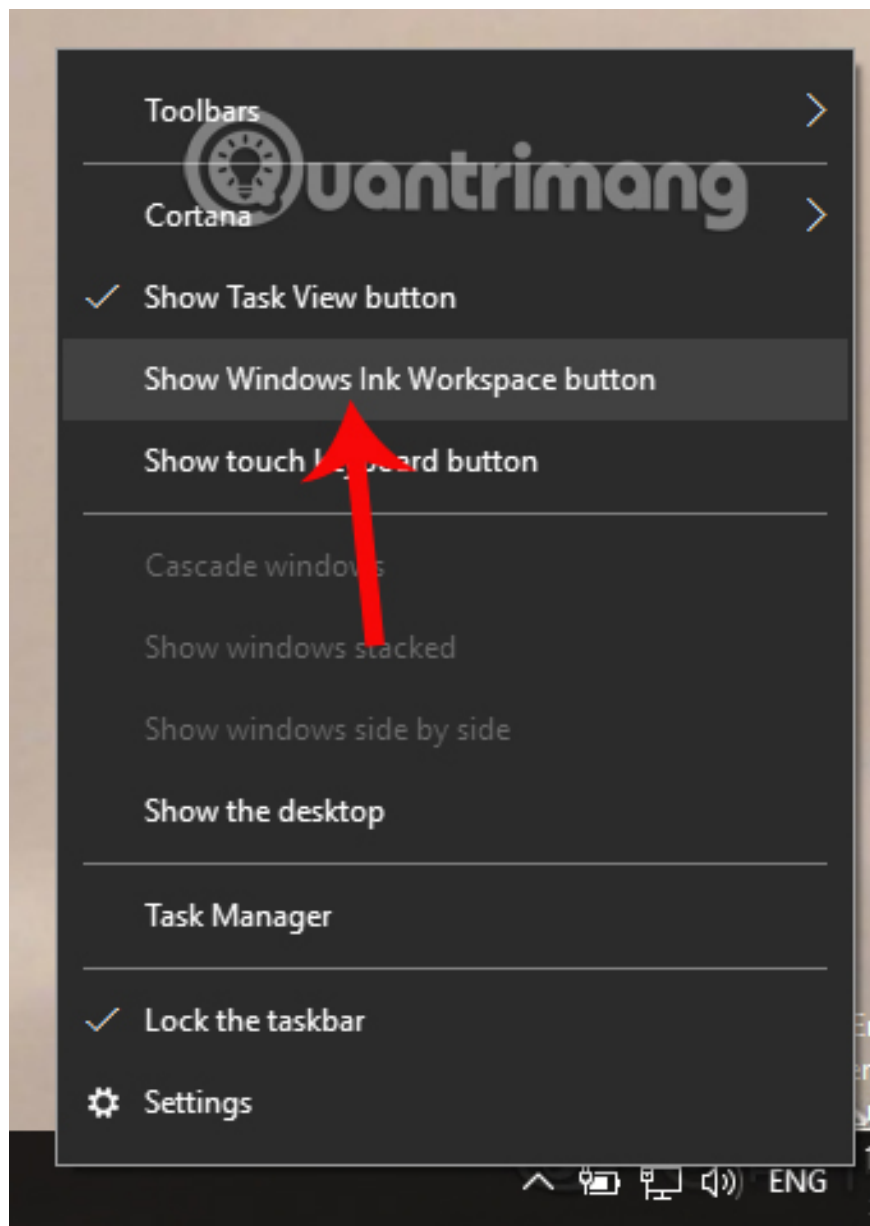 Toolbars
Quantrimang
Cortana
Show Task View button
Show Windows Ink Workspace button
Show touch keyboard button
Cascade windows
Show windows stacked
Show windows side by side
Show the desktop
Task Manager
Lock the taskbar
Settings
ENG